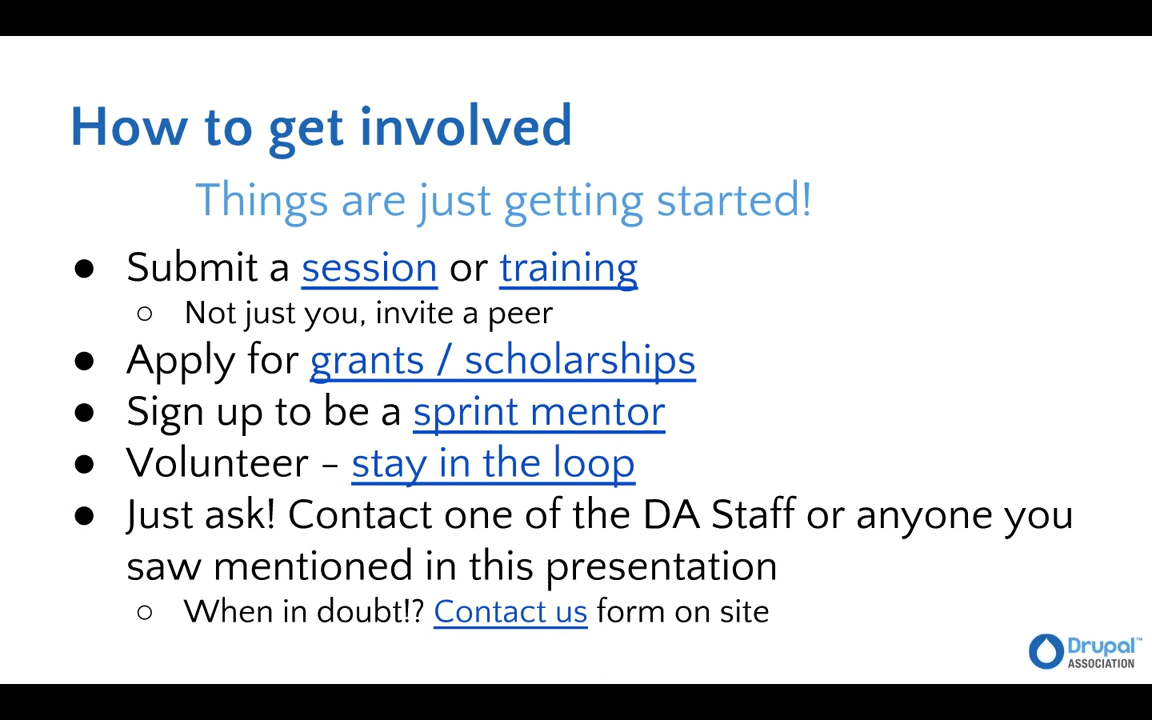 How to get involved
Things are just getting started!
● Submit a session or training
○ Not just you, invite a peer
● Apply for grants / scholarships
● Sign up to be a sprint mentor
● Volunteer – stay in the loop
● Just ask! Contact one of the DA Staff or anyone you
saw mentioned in this presentation
○ When in doubt!? Contact us form on site
Drupal™
ASSOCIATION